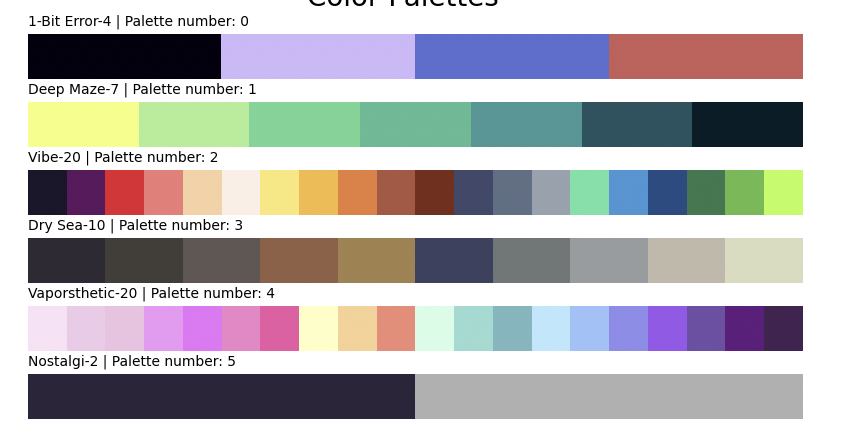 Color Palettes
1-Bit Error-4 | Palette number: 0
Deep Maze-7 | Palette number: 1
Vibe-20 | Palette number: 2
Dry Sea-10 | Palette number: 3
Vaporsthetic-20 | Palette number: 4
Nostalgi-2 | Palette number: 5